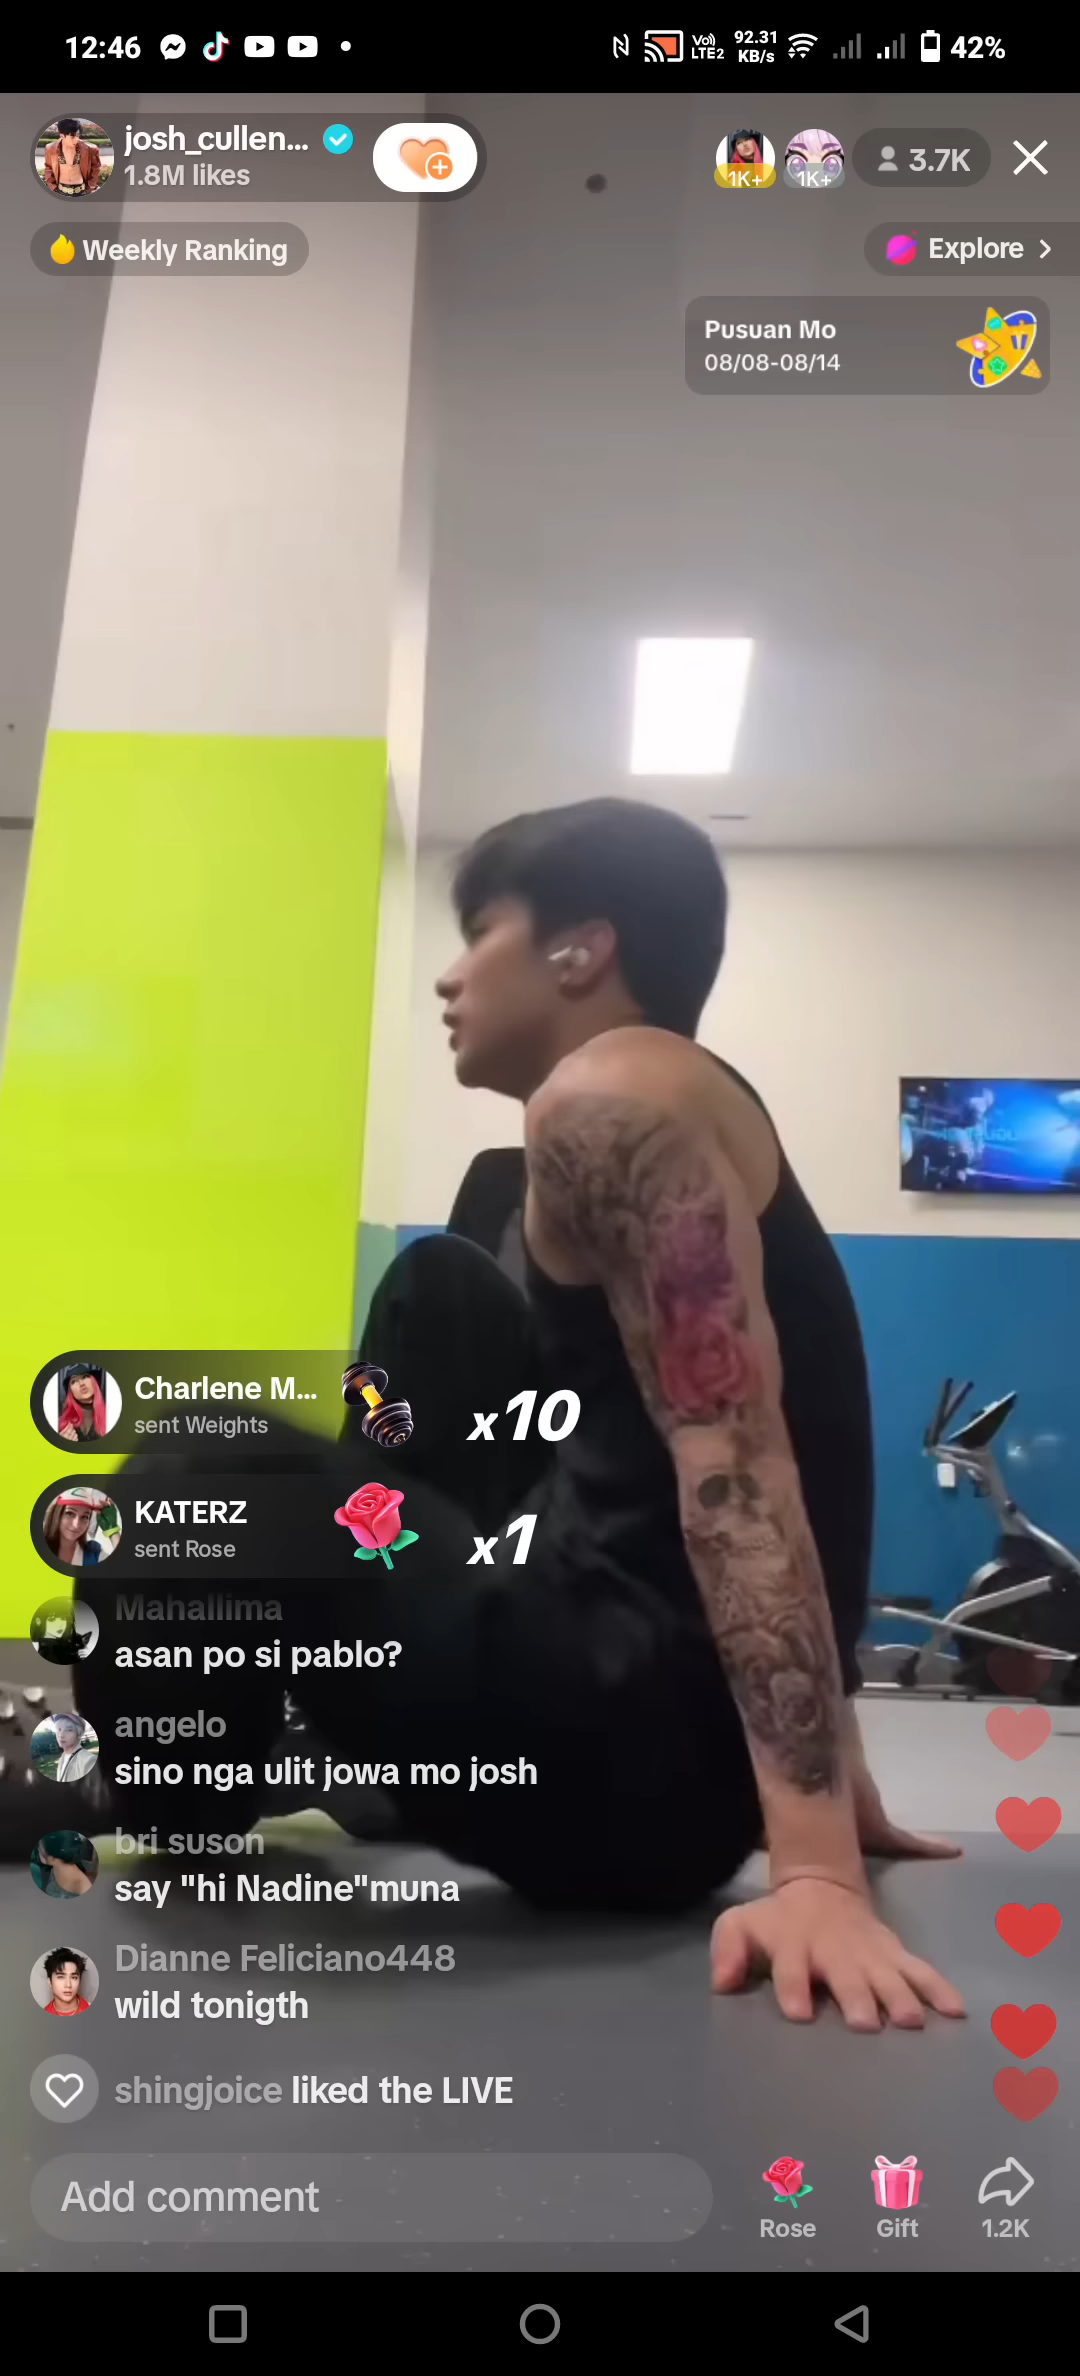 12:46
Vo))
LTE2
92.31
KB/s
42%
josh_cullen...
1.8M likes
1K+
1K+
3.7K
Weekly Ranking
Explore
Pusuan Mo
08/08-08/14
Charlene M...
sent Weights
x10
KATERZ
sent Rose
x1
Mahallima
asan po si pablo?
angelo
sino nga ulit jowa mo josh
bri suson
say "hi Nadine"muna
Dianne Feliciano448
wild tonigth
shingjoice liked the LIVE
Add comment
Rose
Gift
1.2K